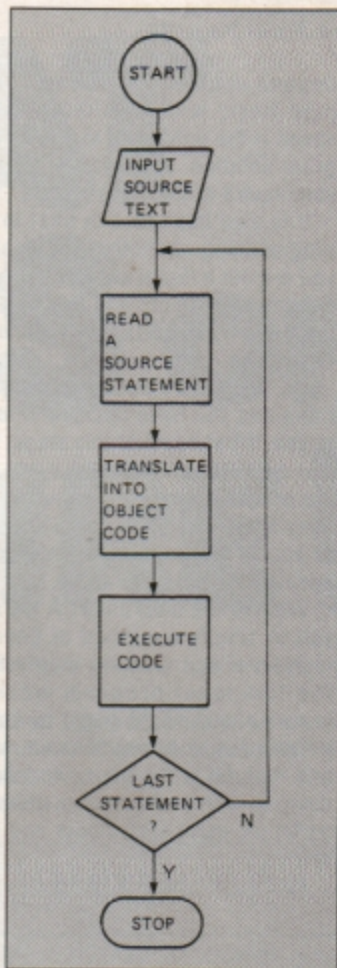 START
INPUT
SOURCE
TEXT
READ
A
SOURCE
STATEMENT
TRANSLATE
INTO
OBJECT
CODE
EXECUTE
CODE
LAST
STATEMENT
?
N
Y
STOP